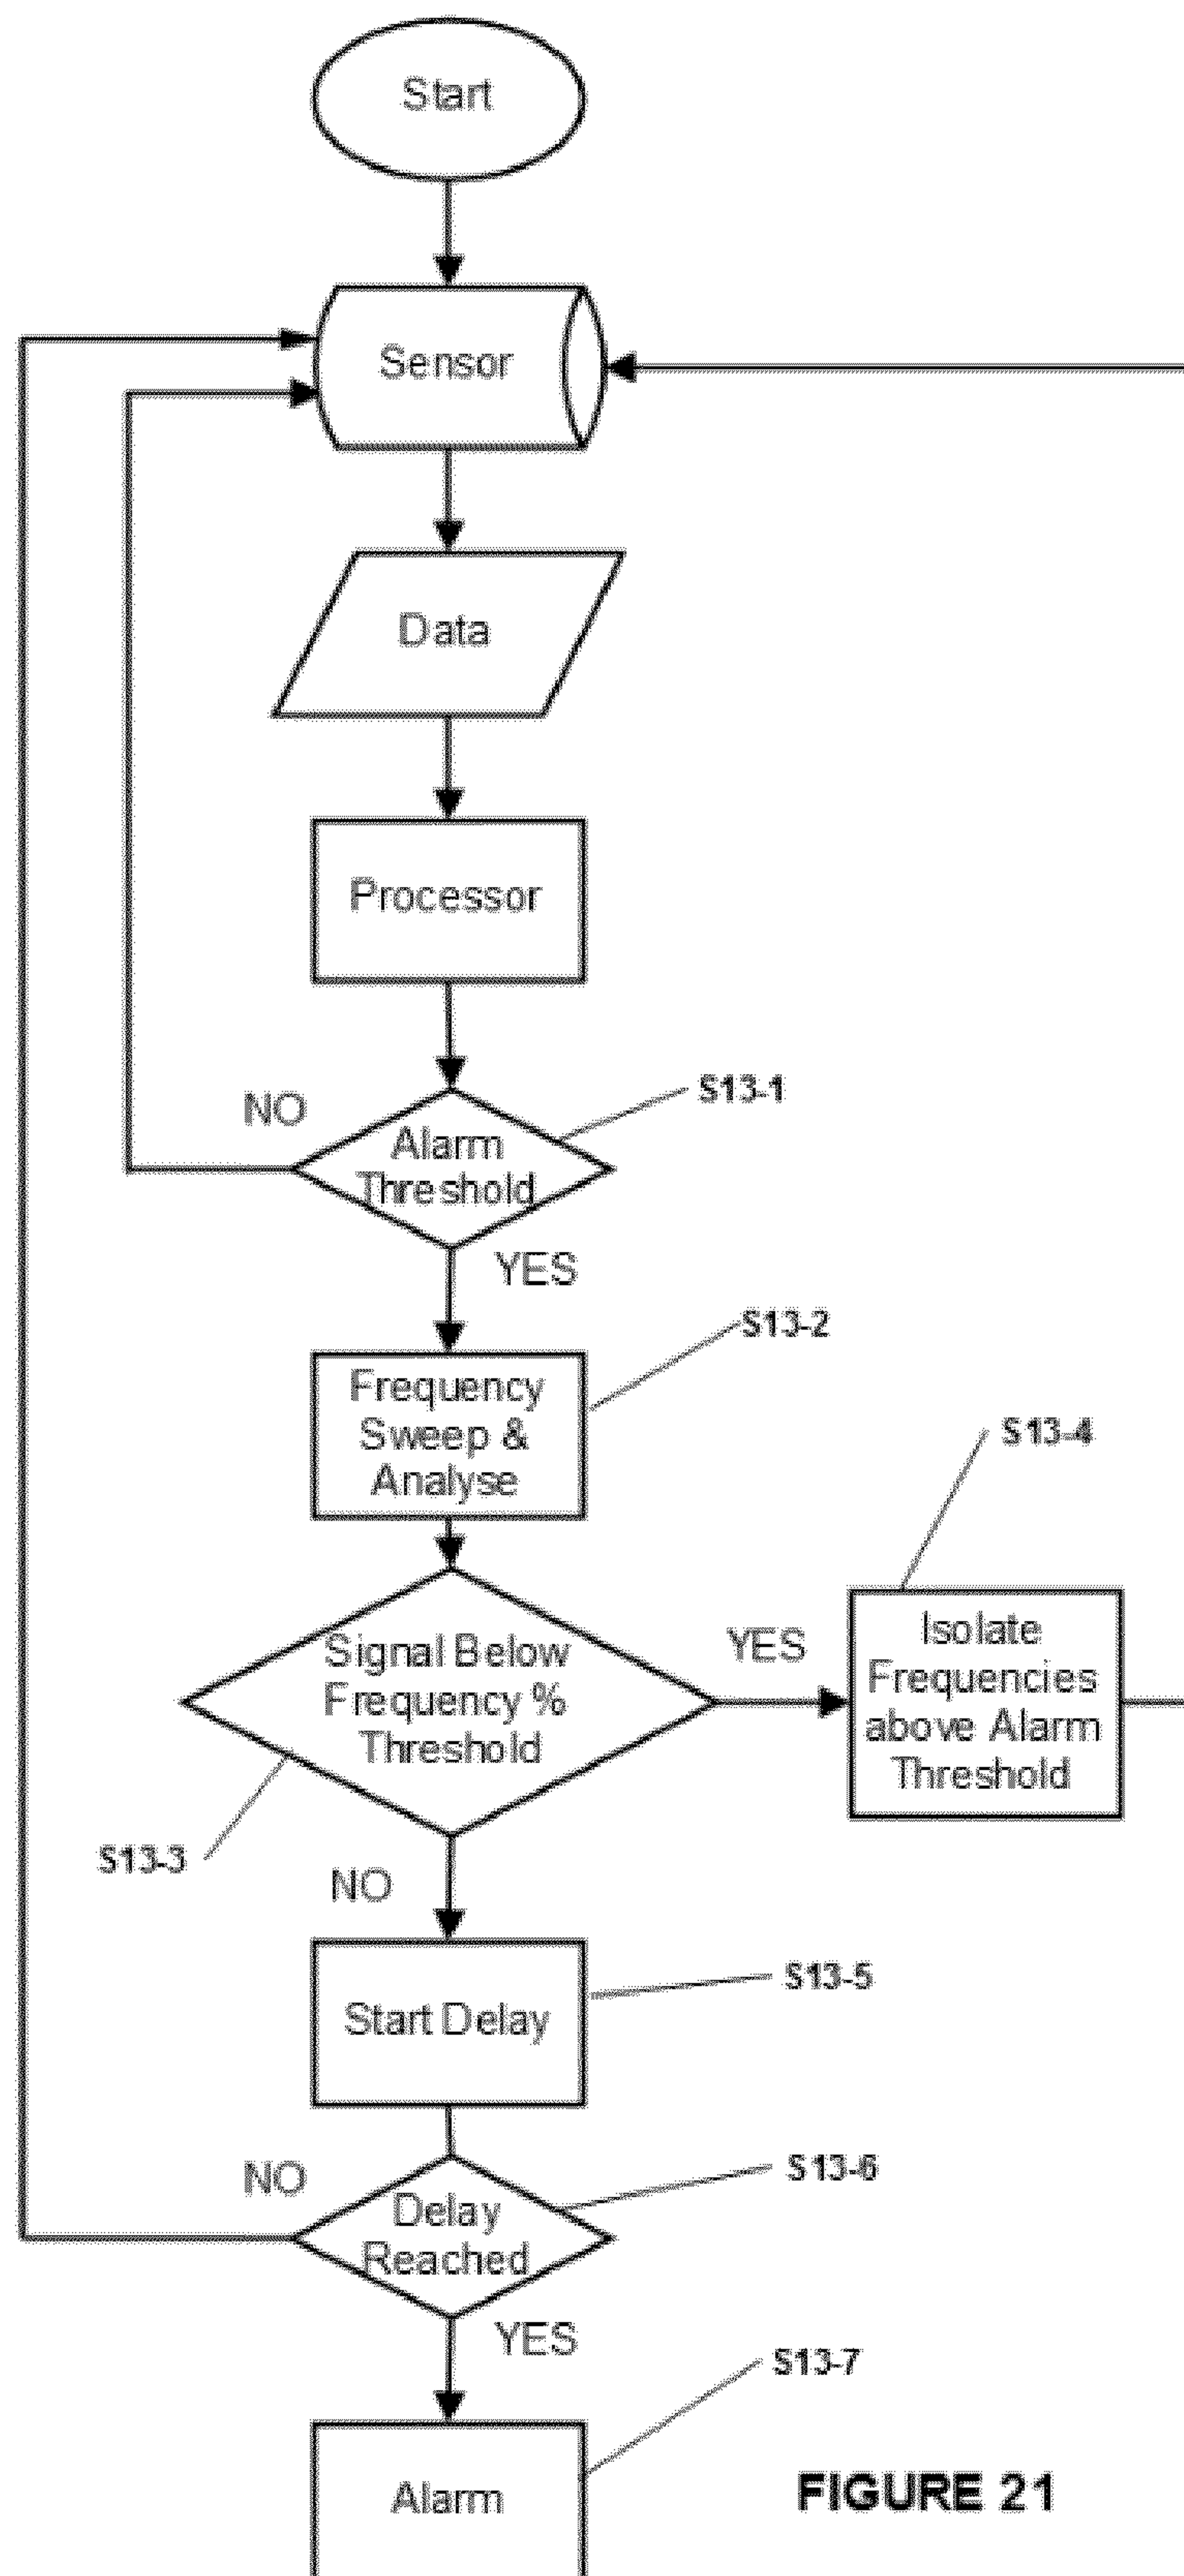 Start
Sensor
Data
Processor
S13-1
NO
Alarm
Threshold
YES
S13-2
Frequency
Sweep &
Analyse
S13-4
Isolate
Frequencies
above Alarm
Threshold
YES
Signal Below
Frequency %
Threshold
S13-3
NO
S13-5
Start Delay
S13-6
NO
Delay
Reached
YES
S13-7
Alarm
FIGURE 21